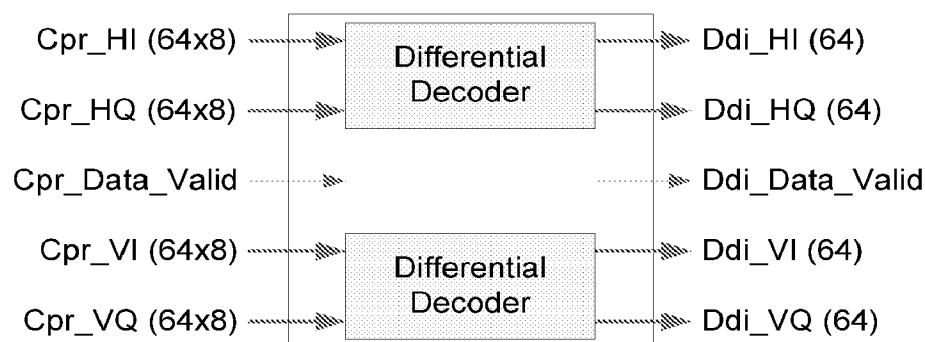 Cpr_HI (64x8)
Differential
Decoder
Ddi_HI (64)
Cpr_HQ (64x8)
Ddi_HQ (64)
Cpr_Data_Valid
Ddi_Data_Valid
Cpr_VI (64x8)
Differential
Decoder
Ddi_VI (64)
Cpr_VQ (64x8)
Ddi_VQ (64)